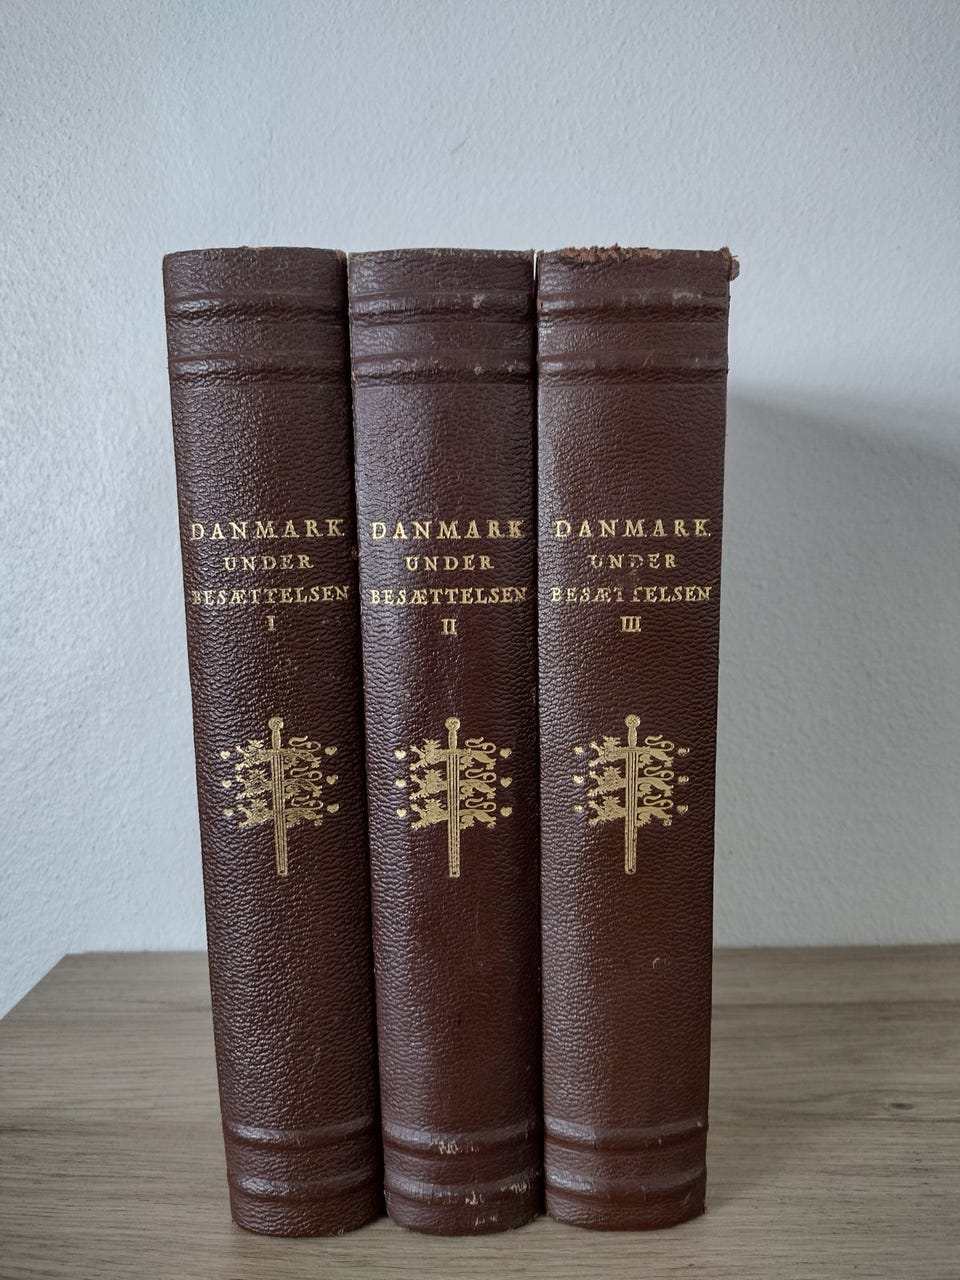 DANMARK
UNDER
BESÆTTELSEN
I
DANMARK
UNDER
BESÆTTELSEN
II
DANMARK
UNDER
BESÆTTELSEN
III